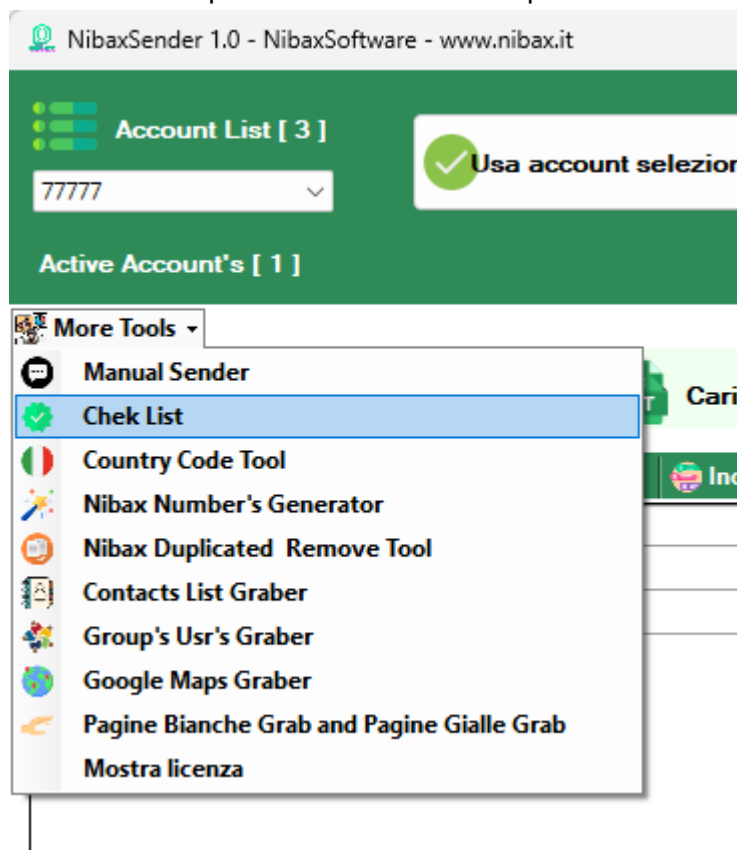 NibaxSender 1.0 - NibaxSoftware - www.nibax.it
Account List [ 3 ]
Usa account selezion
77777
Active Account's [ 1 ]
More Tools
Manual Sender
Cari
Chek List
Country Code Tool
Nibax Number's Generator
Nibax Duplicated Remove Tool
Contacts List Graber
Group's Usr's Graber
Google Maps Graber
Pagine Bianche Grab and Pagine Gialle Grab
Mostra licenza